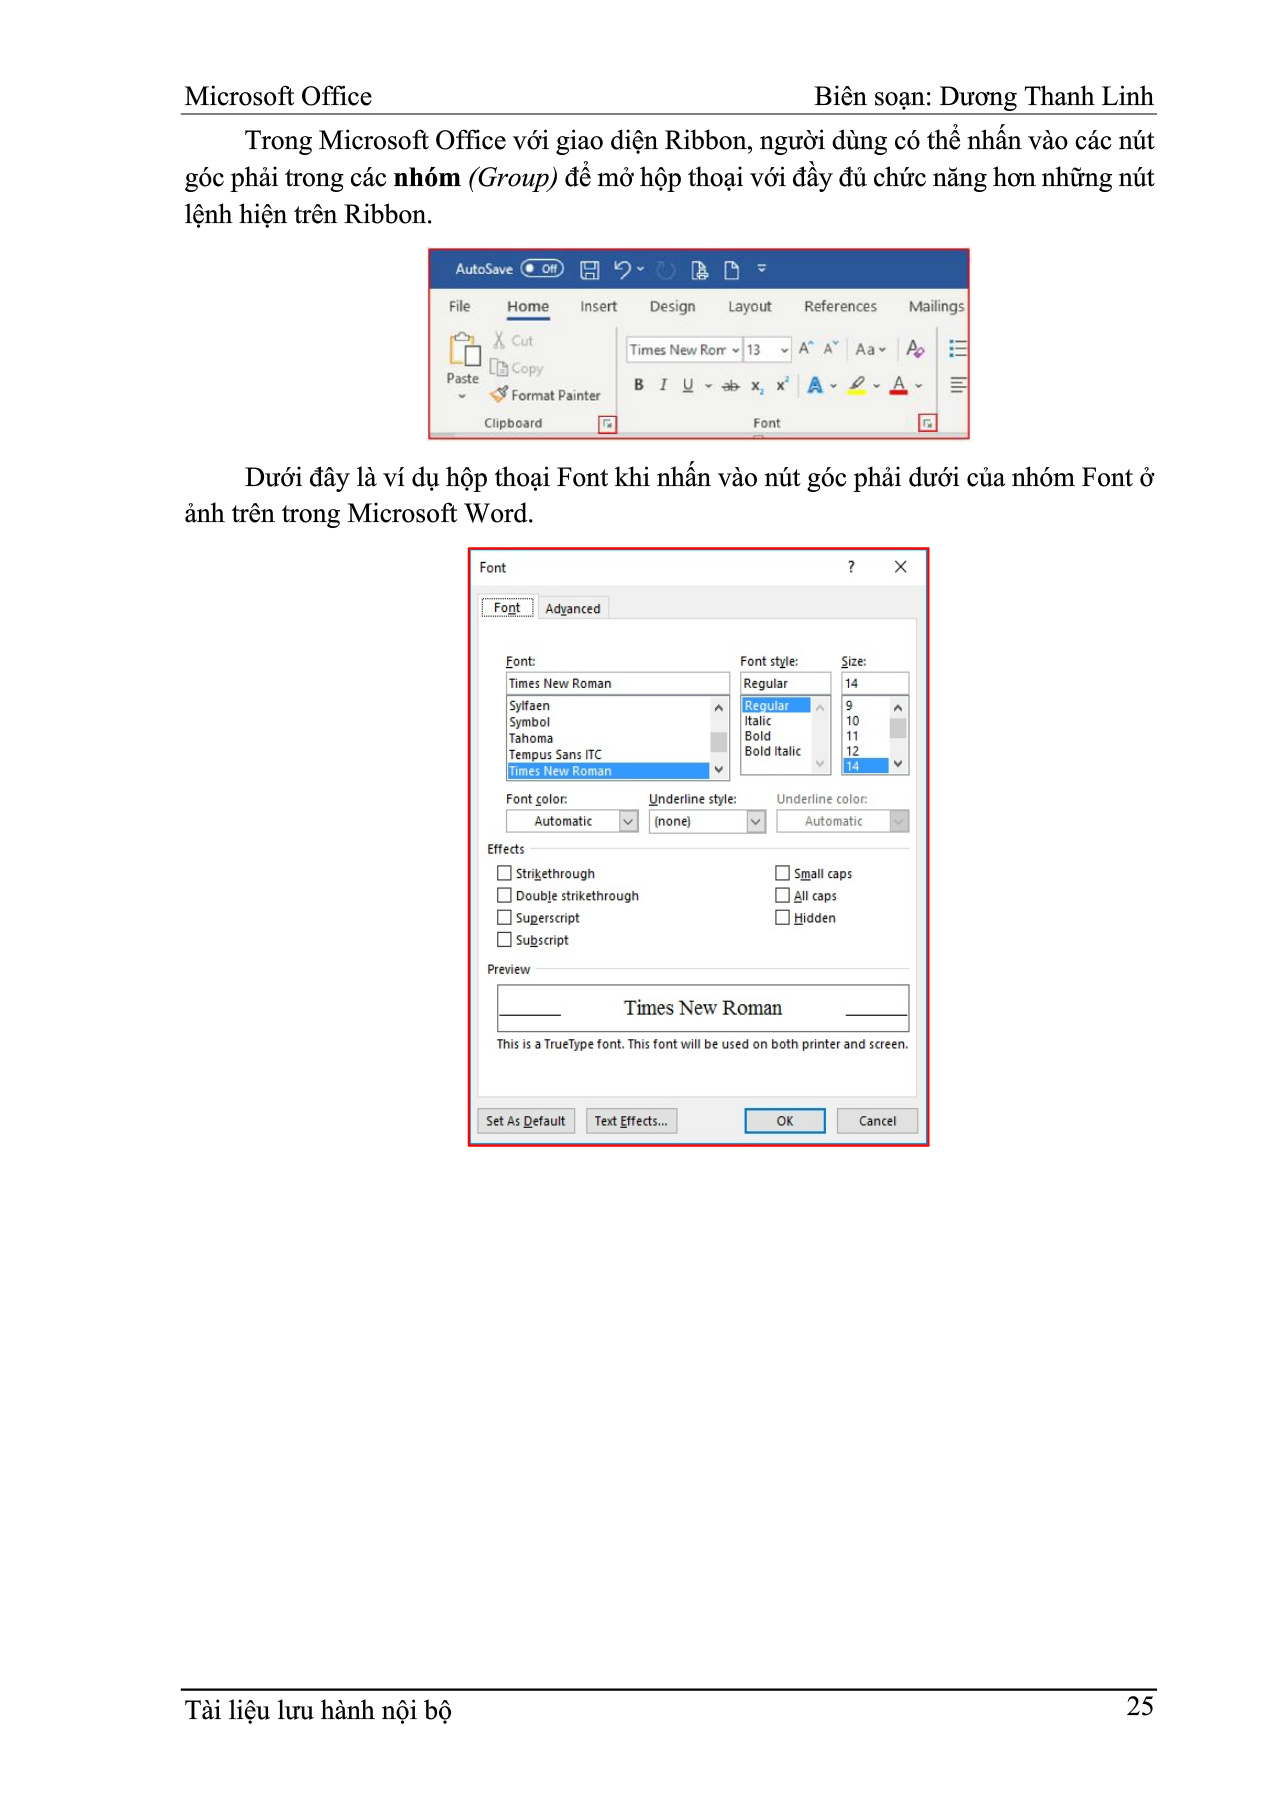 Microsoft Office Biên soạn: Dương Thanh Linh
Trong Microsoft Office với giao diện Ribbon, người dùng có thể nhấn vào các nút
góc phải trong các nhóm (Group) để mở hộp thoại với đầy đủ chức năng hơn những nút
lệnh hiện trên Ribbon.
AutoSave Off
File Home Insert Design Layout References Mailings
Cut
Times New Ror 13 A A Aa A
Copy
Paste
B I U ab x₂ x² A A
Format Painter
Clipboard Font
Dưới đây là ví dụ hộp thoại Font khi nhấn vào nút góc phải dưới của nhóm Font ở
ảnh trên trong Microsoft Word.
Font ? X
Font Advanced
Font: Font style: Size:
Times New Roman Regular 14
Sylfaen Regular 9
Symbol Italic 10
Tahoma Bold 11
Tempus Sans ITC Bold Italic 12
Times New Roman 14
Font color: Underline style: Underline color:
Automatic (none) Automatic
Effects
Strikethrough Small caps
Double strikethrough All caps
Superscript Hidden
Subscript
Preview
Times New Roman
This is a TrueType font. This font will be used on both printer and screen.
Set As Default Text Effects... OK Cancel
Tài liệu lưu hành nội bộ 25